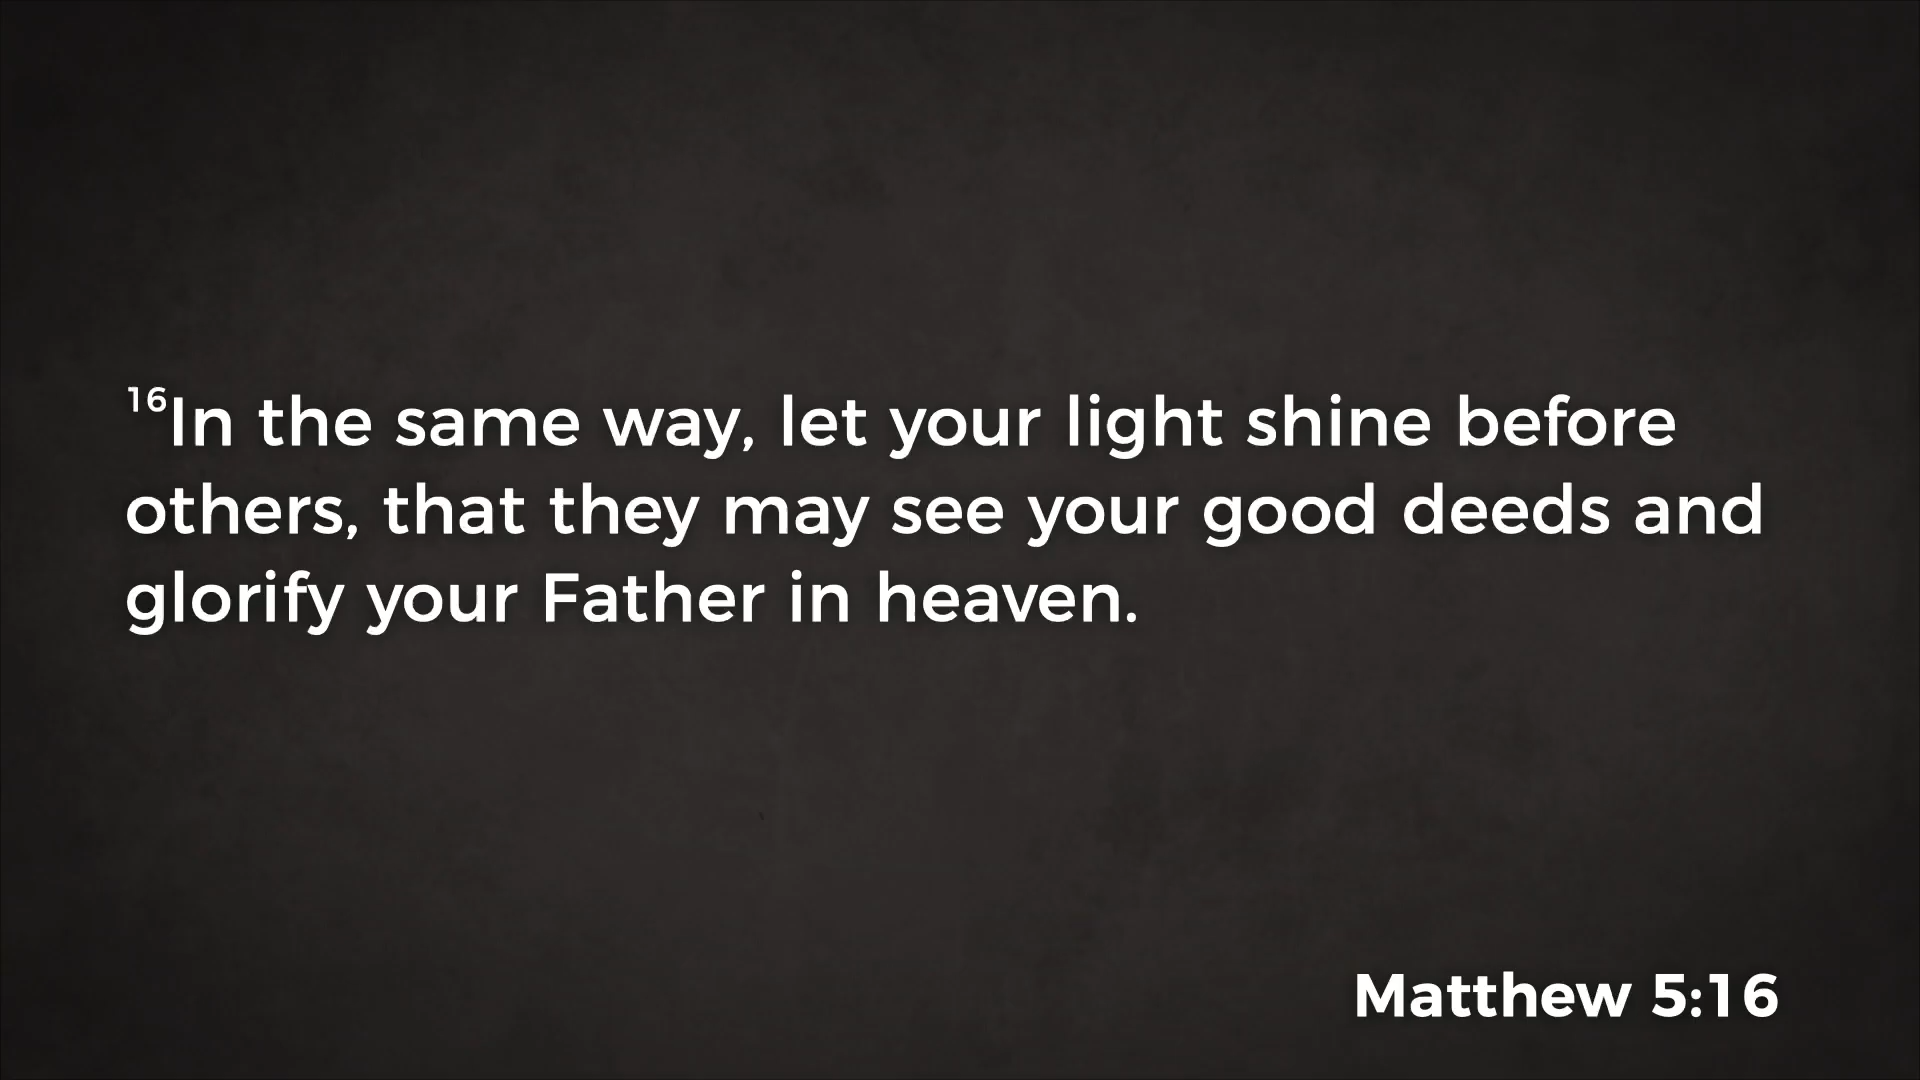 ¹⁶In the same way, let your light shine before
others, that they may see your good deeds and
glorify your Father in heaven.
Matthew 5:16